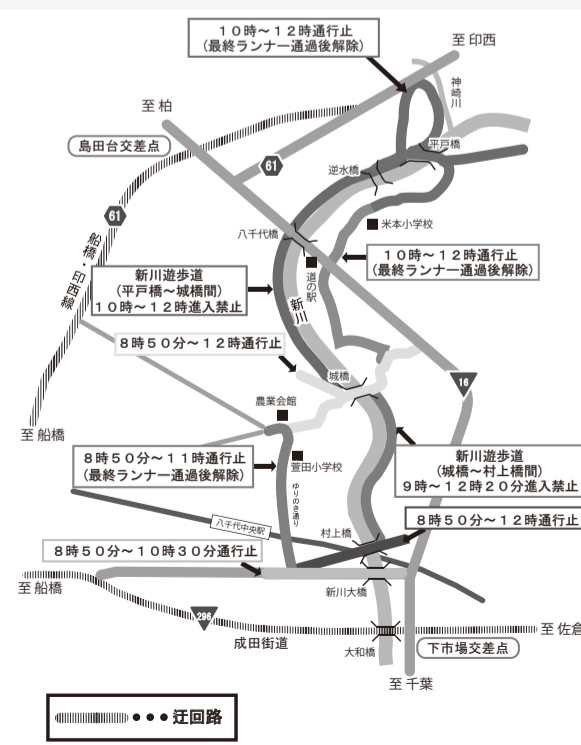 10時〜12時通行止
(最終ランナー通過後解除)
至 印西
神崎川
至 柏
島田台交差点
平戸橋
61
逆水橋
61
米本小学校
八千代橋
船橋・印西線
道の駅
10時〜12時通行止
(最終ランナー通過後解除)
新川遊歩道
(平戸橋〜城橋間)
10時〜12時進入禁止
新川
8時50分〜12時通行止
城橋
16
農業会館
至 船橋
8時50分〜11時通行止
(最終ランナー通過後解除)
萱田小学校
新川遊歩道
(城橋〜村上橋間)
9時〜12時20分進入禁止
ゆりのき通り
8時50分〜12時通行止
八千代中央駅
村上橋
8時50分〜10時30分通行止
至 船橋
新川大橋
296
成田街道
至 佐倉
大和橋
下市場交差点
至 千葉
•••迂回路